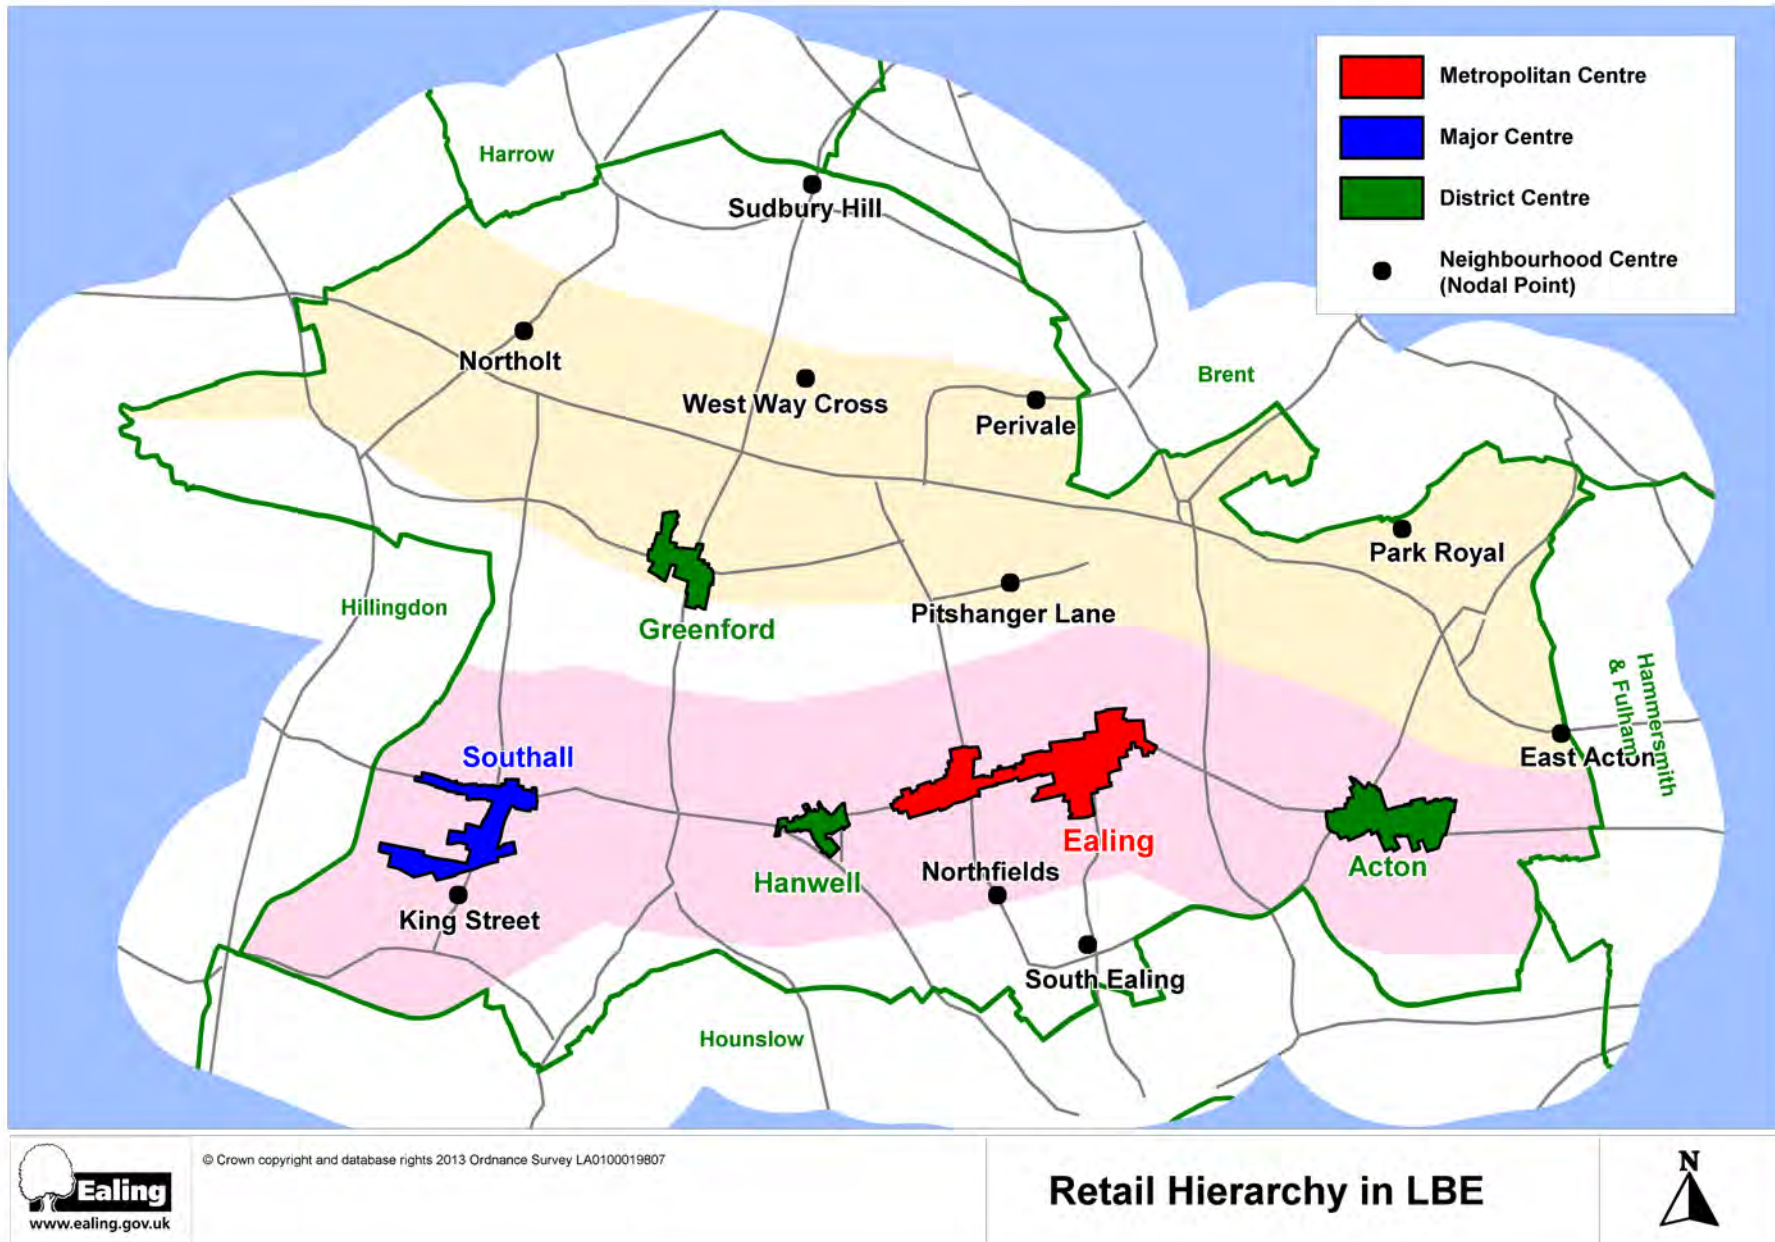 Metropolitan Centre
Major Centre
District Centre
Neighbourhood Centre
(Nodal Point)
Harrow
Sudbury Hill
Northolt
West Way Cross
Perivale
Brent
Park Royal
Pitshanger Lane
Hillingdon
Greenford
Hammersmith
& Fulham
East Acton
Southall
Ealing
Acton
Hanwell
Northfields
King Street
South Ealing
Hounslow
Ealing
www.ealing.gov.uk
© Crown copyright and database rights 2013 Ordnance Survey LA0100019807
Retail Hierarchy in LBE
N